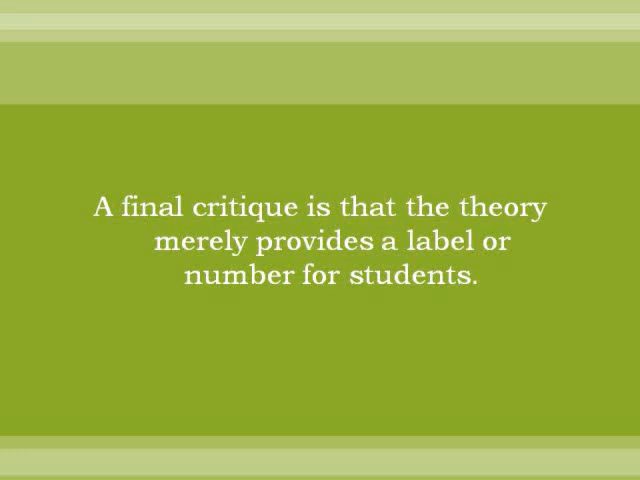 A final critique is that the theory
merely provides a label or
number for students.